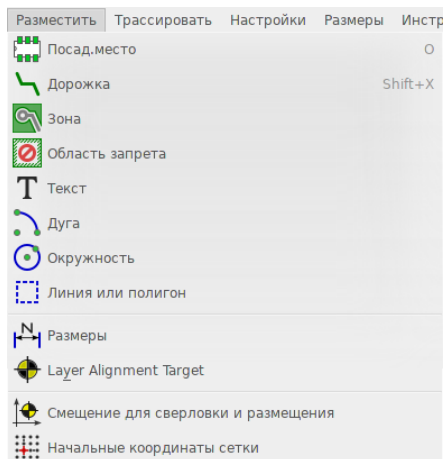 Разместить Трассировать Настройки Размеры Инстр
Посад.место O
Дорожка Shift+X
Зона
Область запрета
Текст
Дуга
Окружность
Линия или полигон
Размеры
Layer Alignment Target
Смещение для сверловки и размещения
Начальные координаты сетки